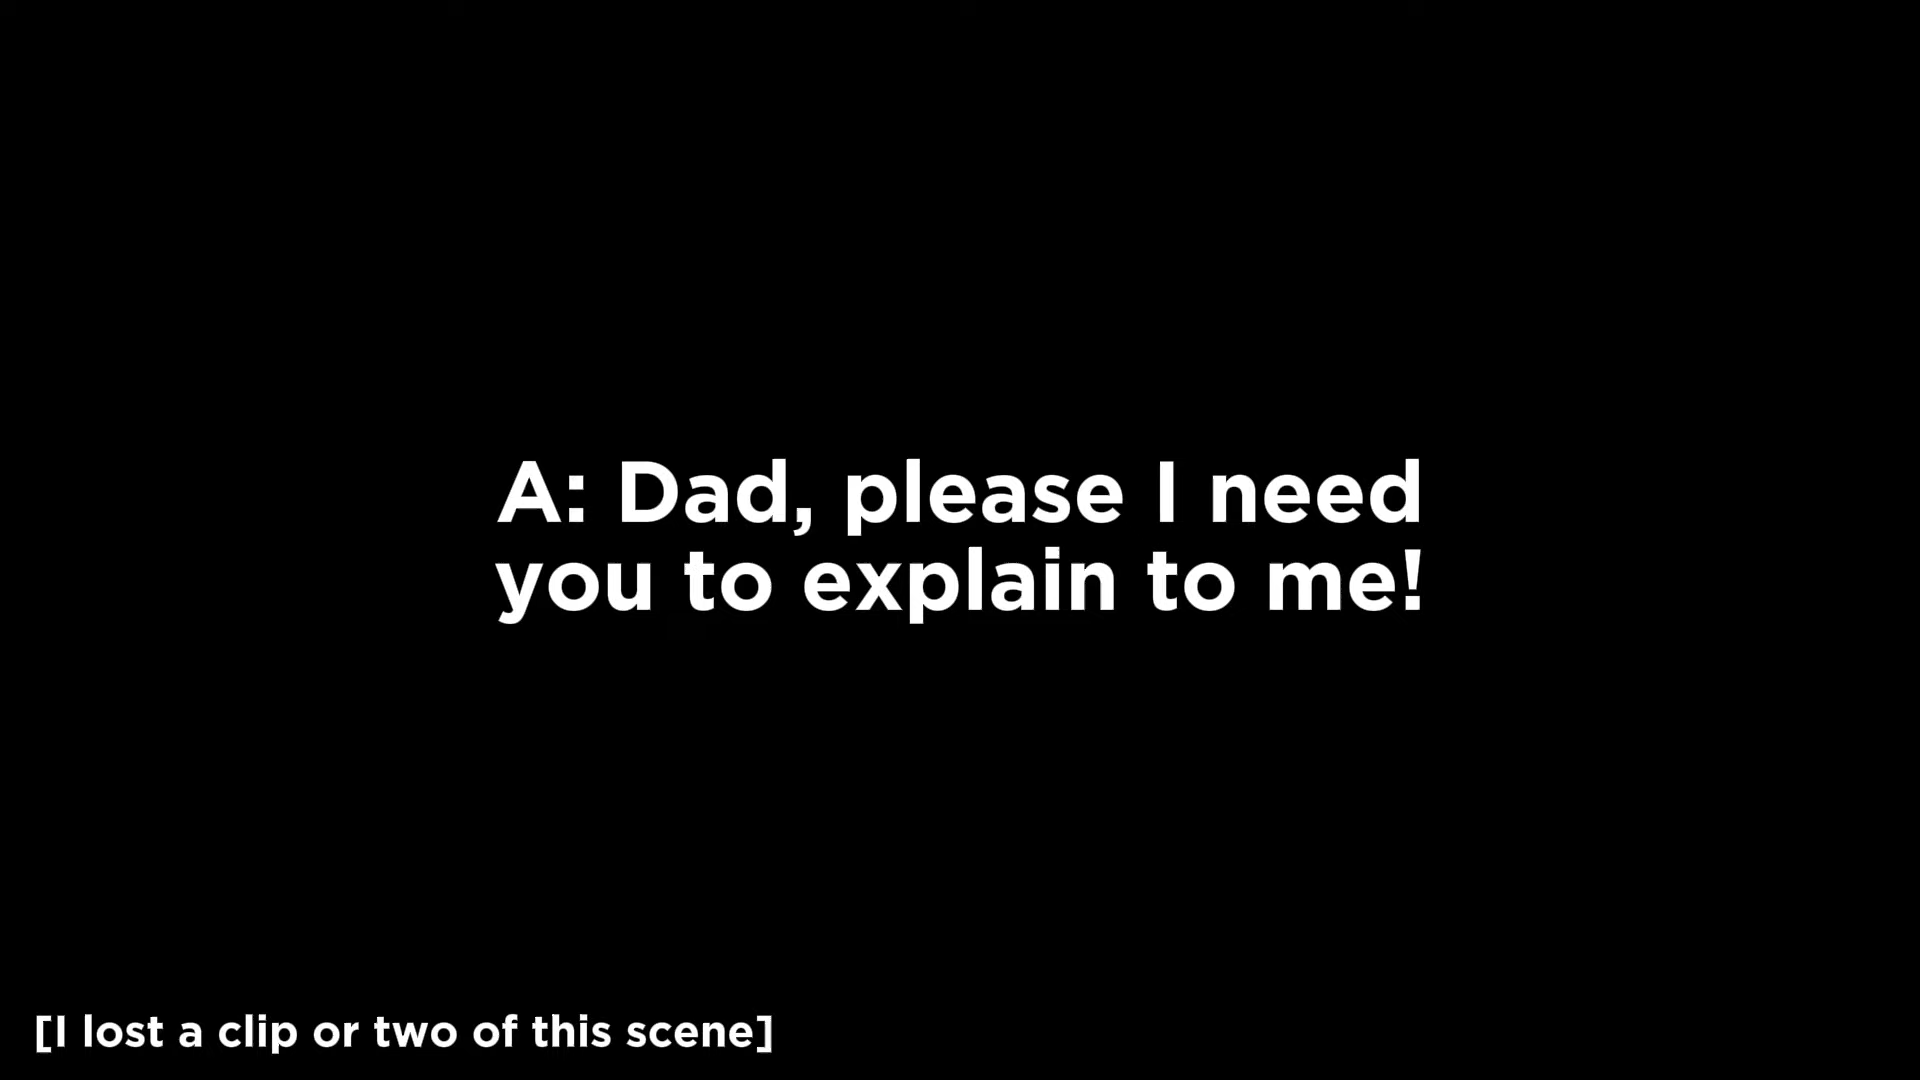 A: Dad, please I need
you to explain to me!
[I lost a clip or two of this scene]